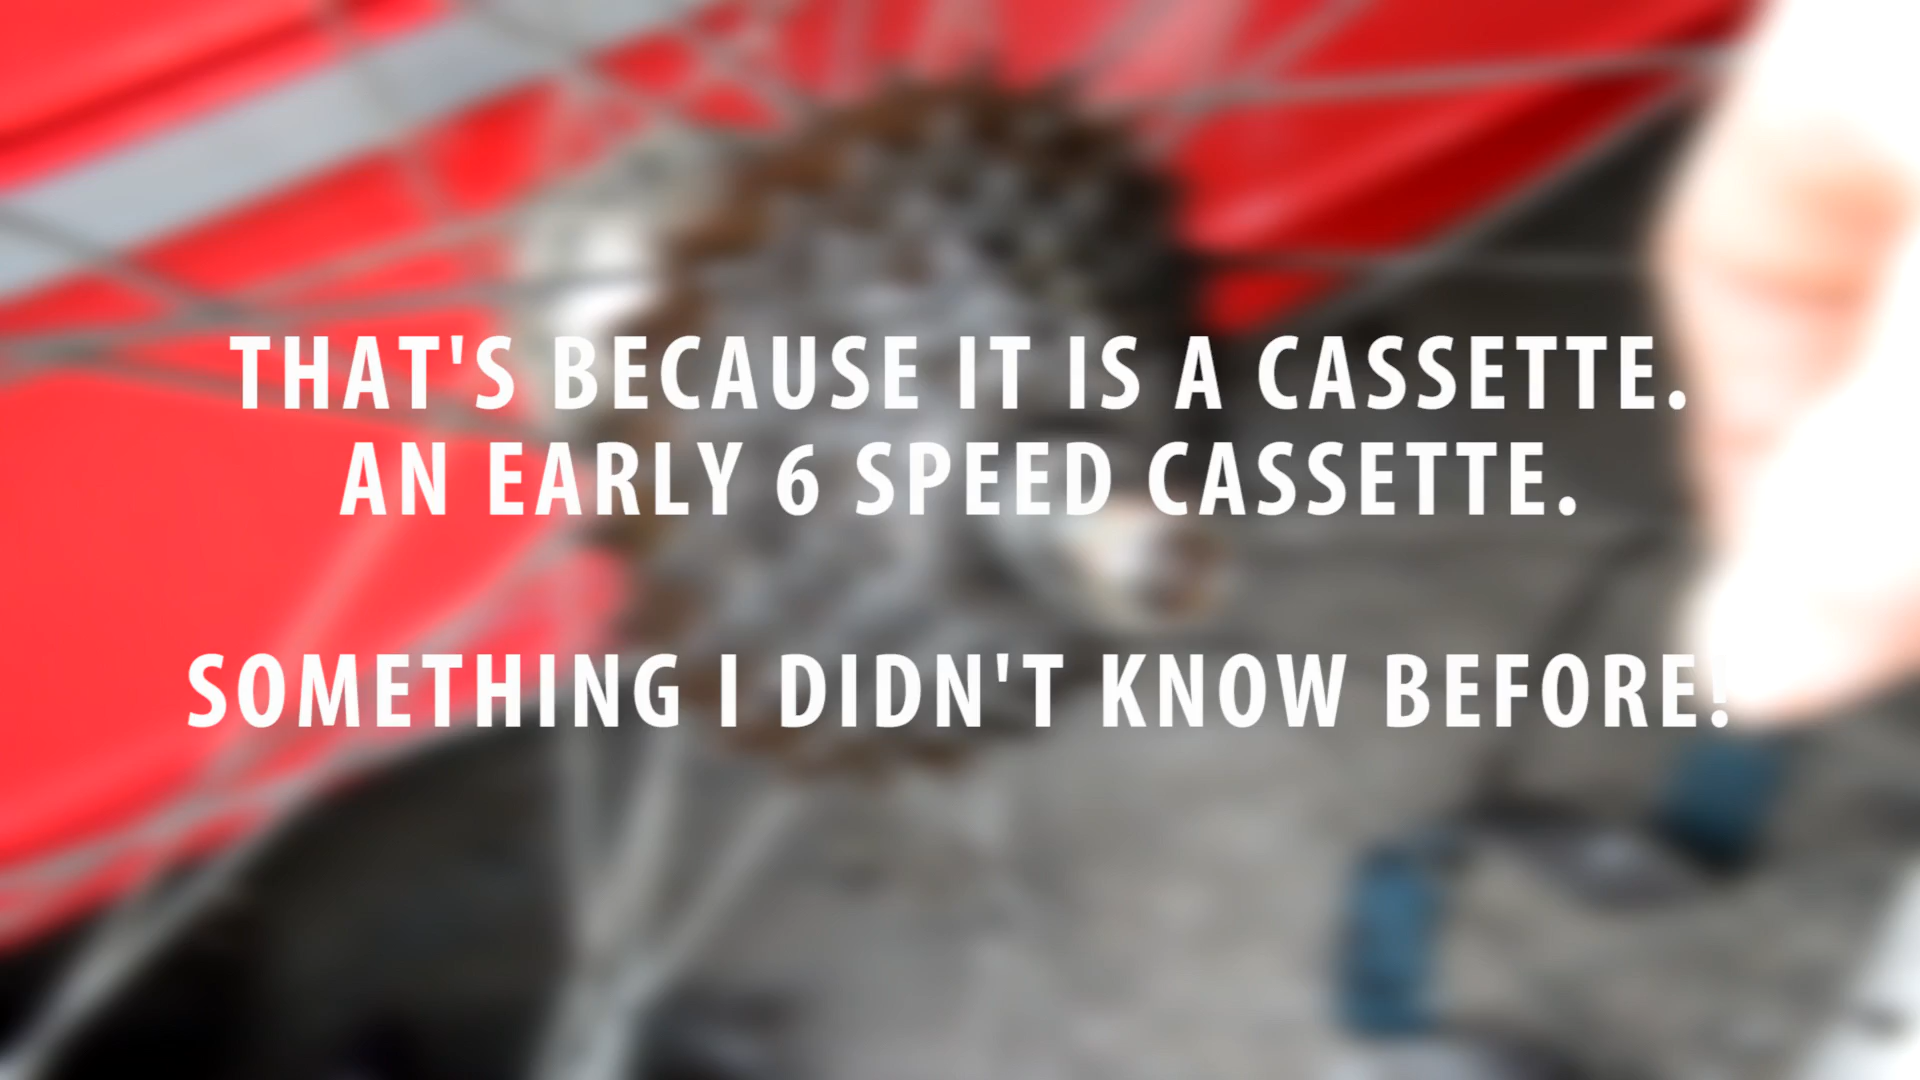 THAT'S BECAUSE IT IS A CASSETTE.
AN EARLY 6 SPEED CASSETTE.
SOMETHING I DIDN'T KNOW BEFORE!